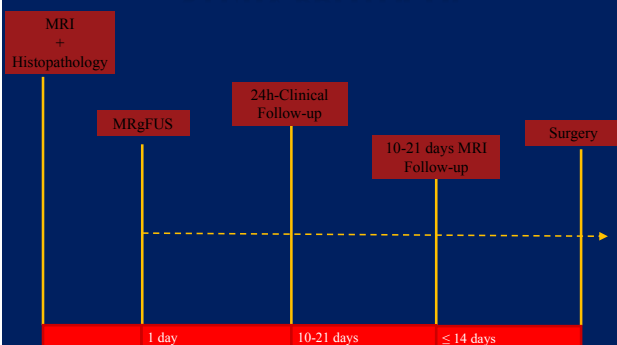 MRI
+
Histopathology
MRgFUS
24h-Clinical
Follow-up
10-21 days MRI
Follow-up
Surgery
1 day
10-21 days
≤ 14 days